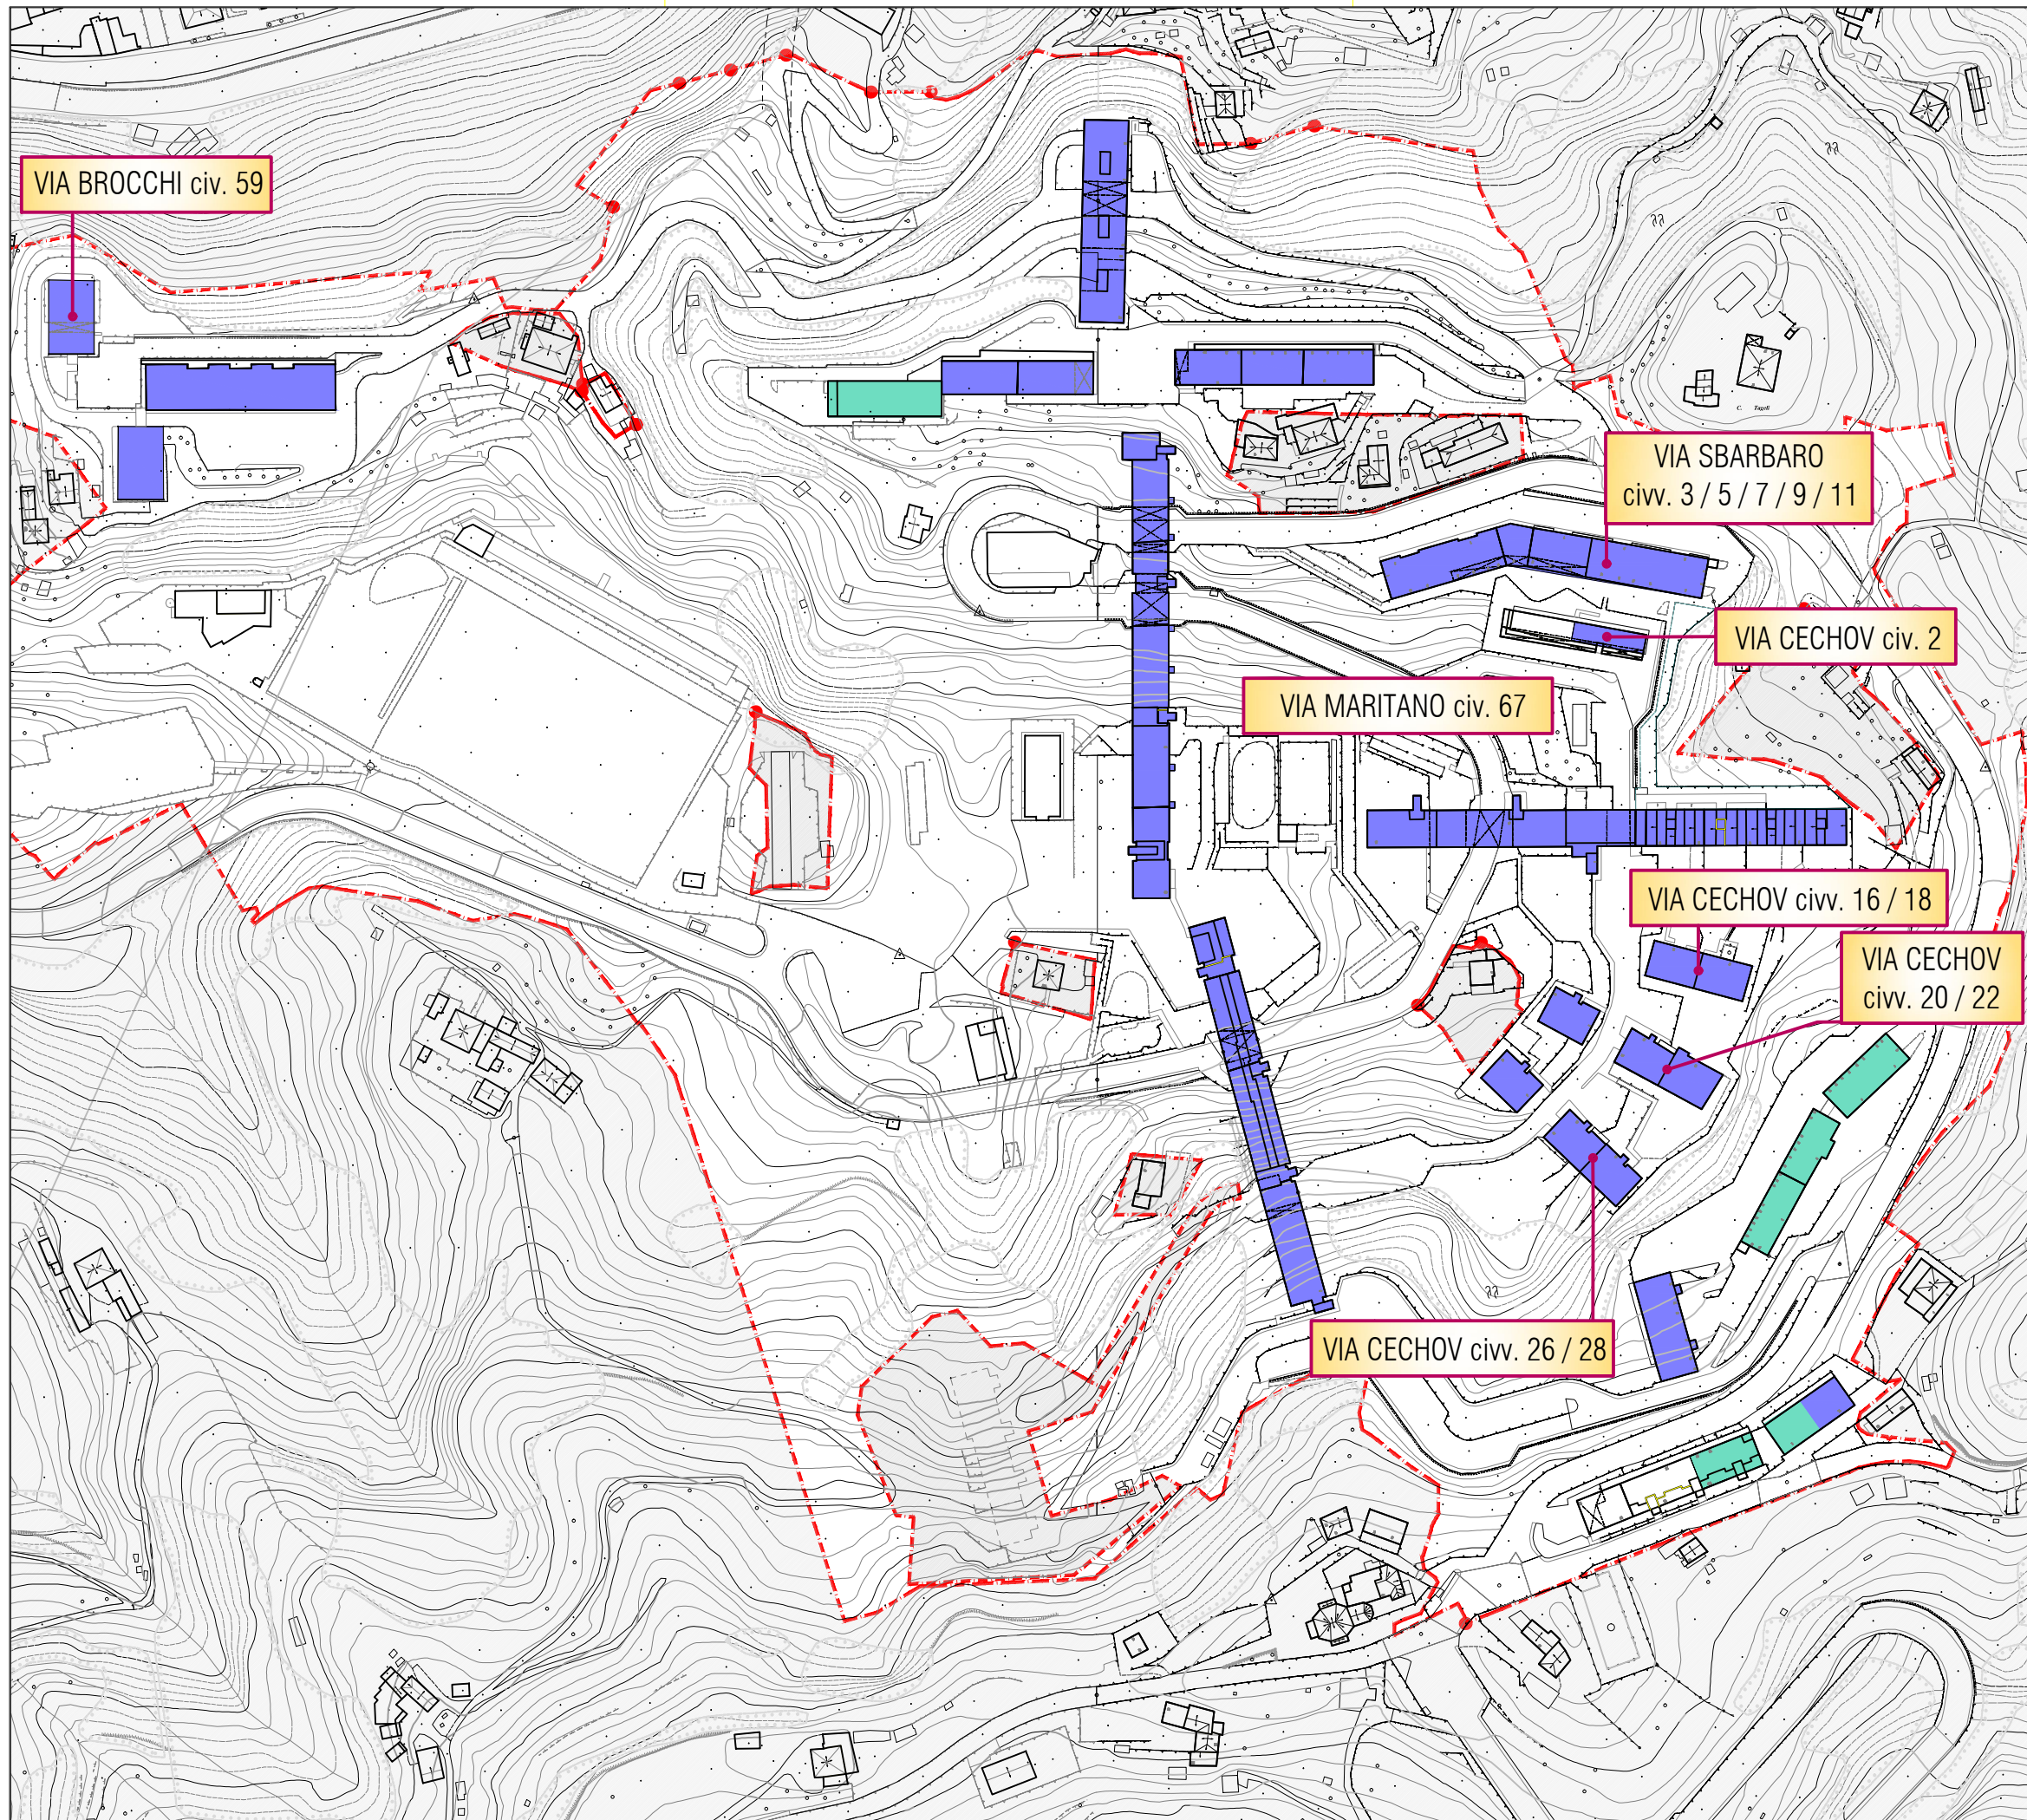 VIA BROCCHI civ. 59
C. Tageli
VIA SBARBARO
civv. 3 / 5 / 7 / 9 / 11
VIA CECHOV civ. 2
VIA MARITANO civ. 67
VIA CECHOV civv. 16 / 18
VIA CECHOV
civv. 20 / 22
VIA CECHOV civv. 26 / 28